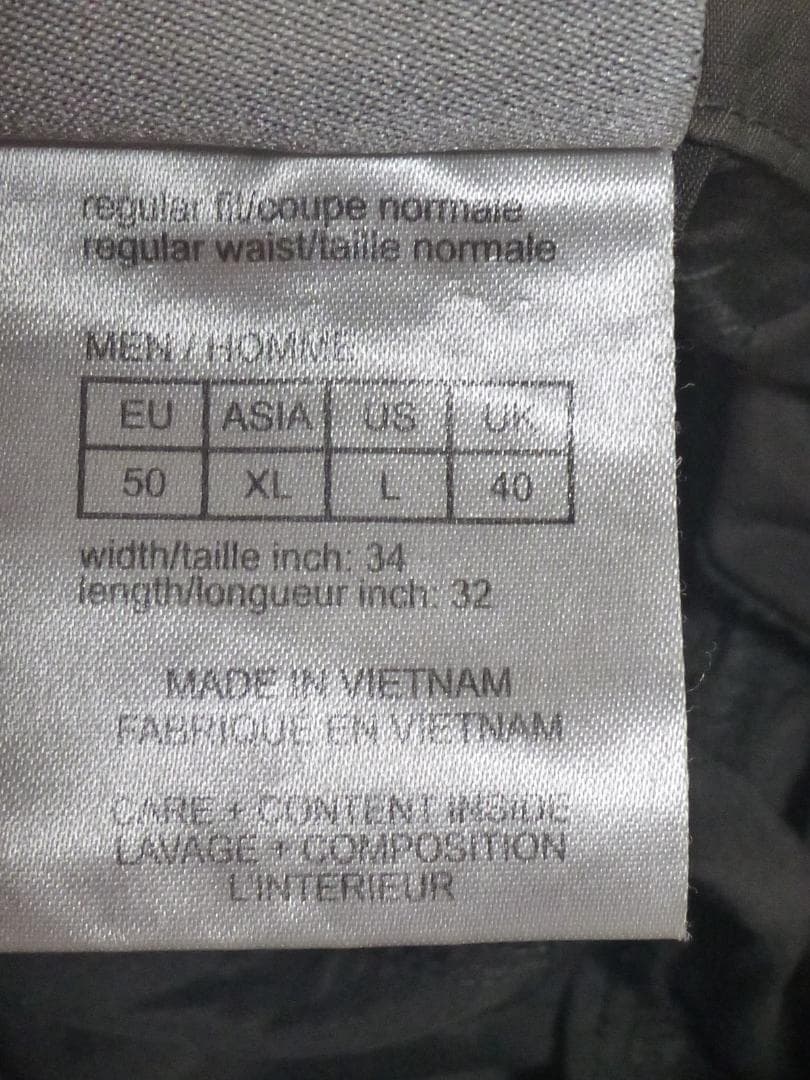 regular fit/coupe normale
regular waist/taille normale
MEN / HOMME
EU ASIA US UK
50 XL L 40
width/taille inch: 34
length/longueur inch: 32
MADE IN VIETNAM
FABRIQUÉ EN VIETNAM
CARE + CONTENT INSIDE
LAVAGE + COMPOSITION
L'INTERIEUR